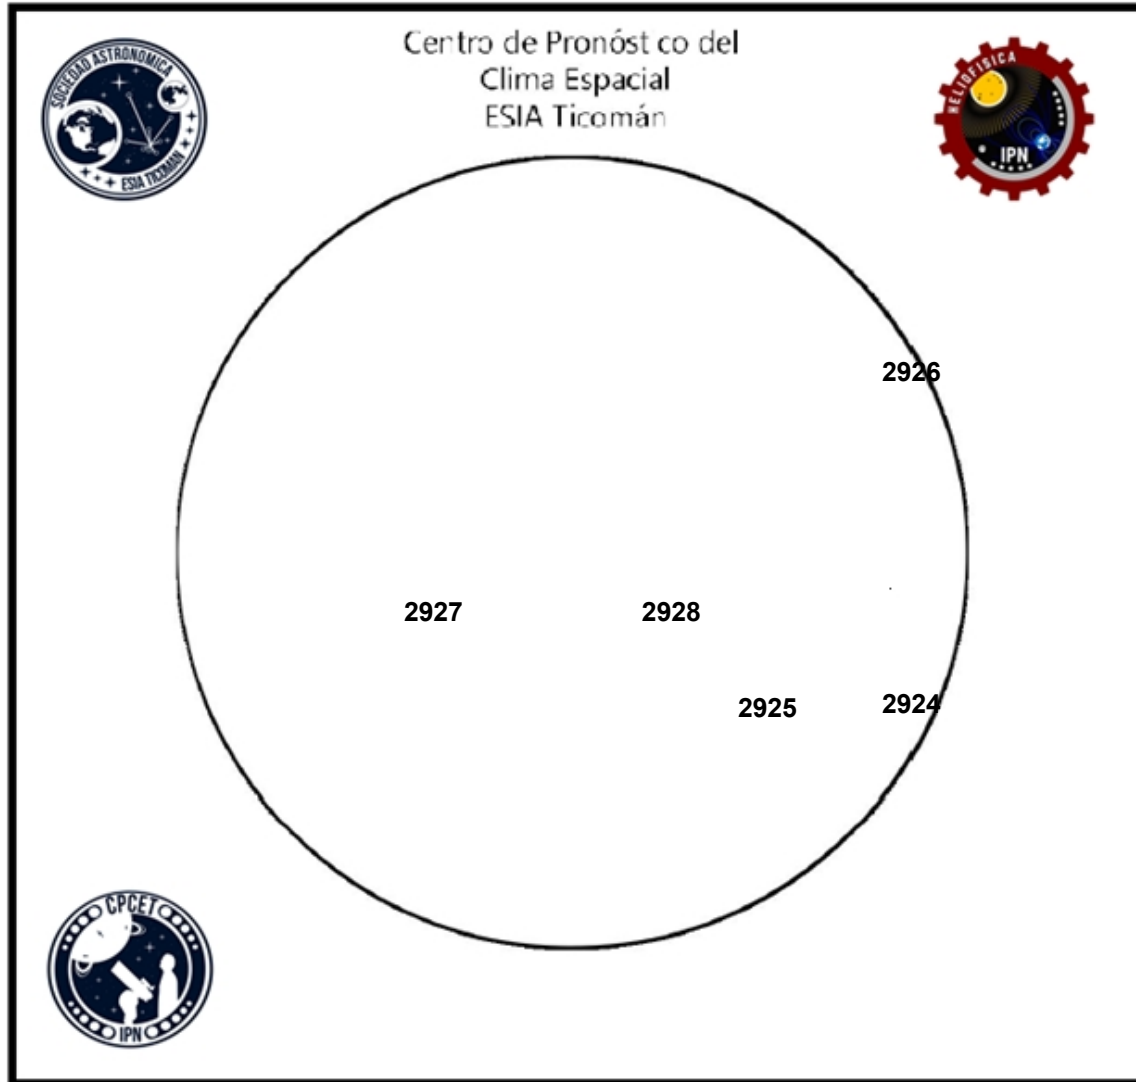 SOCIEDAD ASTRONOMICA
ESIA TICOMAN
Centro de Pronóst co del
Clima Espacial
ESIA Ticomán
HELIOFISICA
IPN
2926
2927
2928
2925
2924
CPCET
IPN